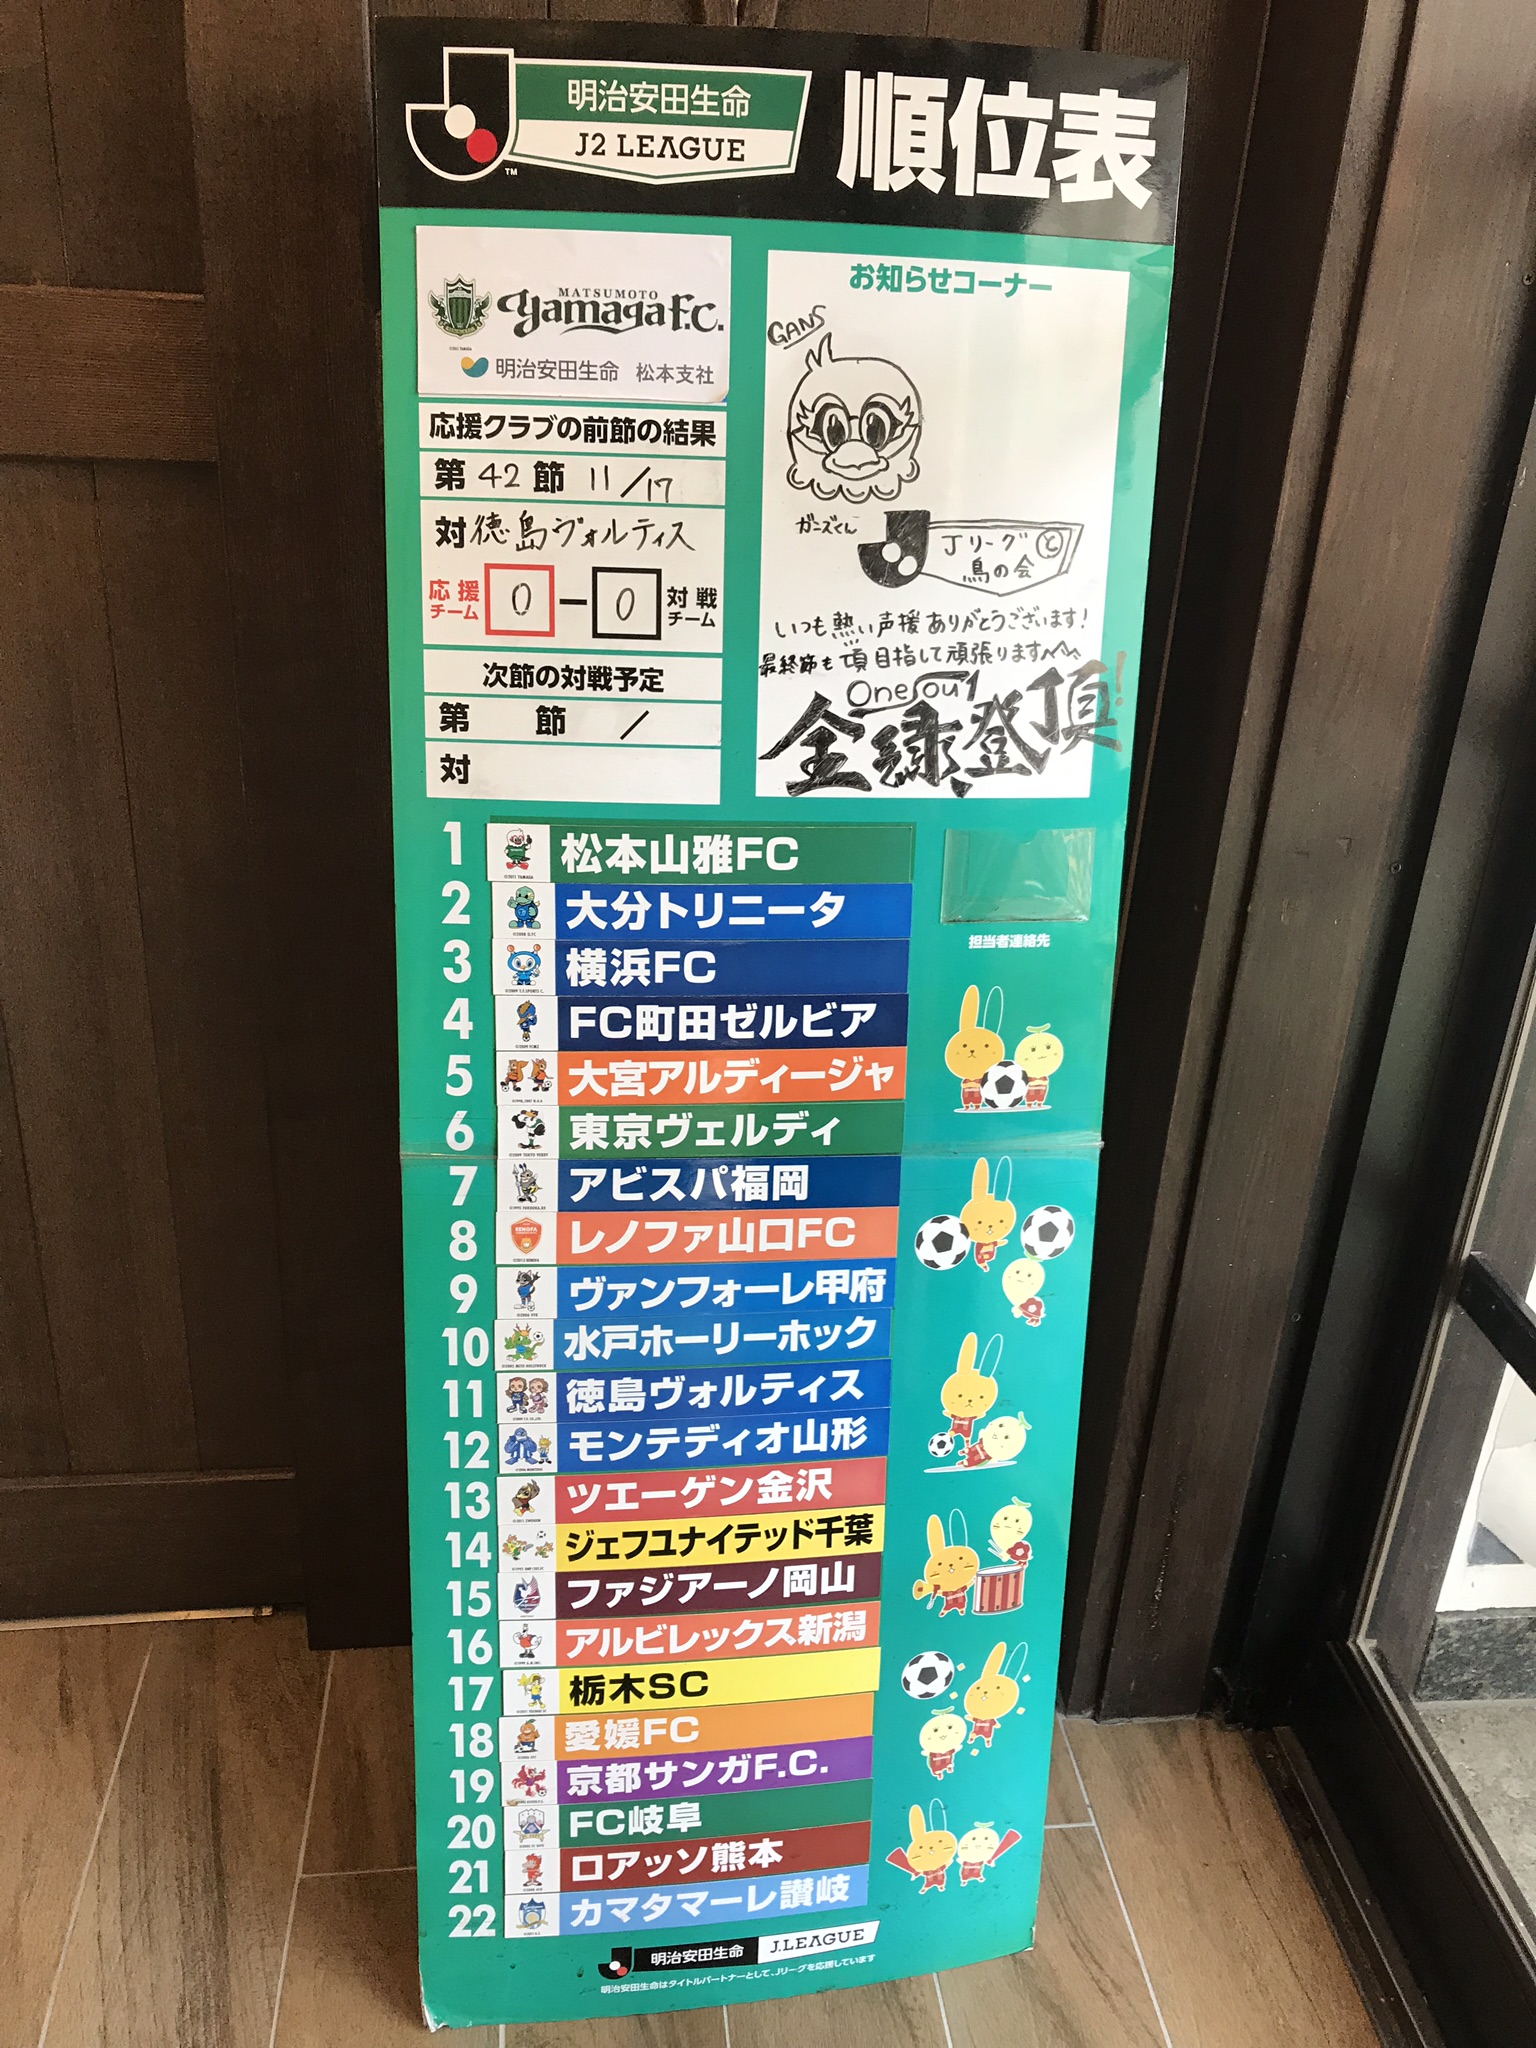 明治安田生命
J2 LEAGUE
TM
順位表
MATSUMOTO
yamaga F.C.
明治安田生命 松本支社
応援クラブの前節の結果
第 42 節 11/17
対 徳島ヴォルティス
応援チーム 0 - 0 対戦チーム
次節の対戦予定
第 節 /
対
お知らせコーナー
GANS
ガンズくん
Jリーグ と
鳥の会
いつも熱い声援ありがとうございます!
最終節も頂目指して頑張ります
One Sou1
全緑登頂!
1 松本山雅FC
2 大分トリニータ
3 横浜FC
4 FC町田ゼルビア
5 大宮アルディージャ
6 東京ヴェルディ
7 アビスパ福岡
8 レノファ山口FC
9 ヴァンフォーレ甲府
10 水戸ホーリーホック
11 徳島ヴォルティス
12 モンテディオ山形
13 ツエーゲン金沢
14 ジェフユナイテッド千葉
15 ファジアーノ岡山
16 アルビレックス新潟
17 栃木SC
18 愛媛FC
19 京都サンガF.C.
20 FC岐阜
21 ロアッソ熊本
22 カマタマーレ讃岐
担当者連絡先
明治安田生命 J.LEAGUE
明治安田生命はタイトルパートナーとして、Jリーグを応援しています